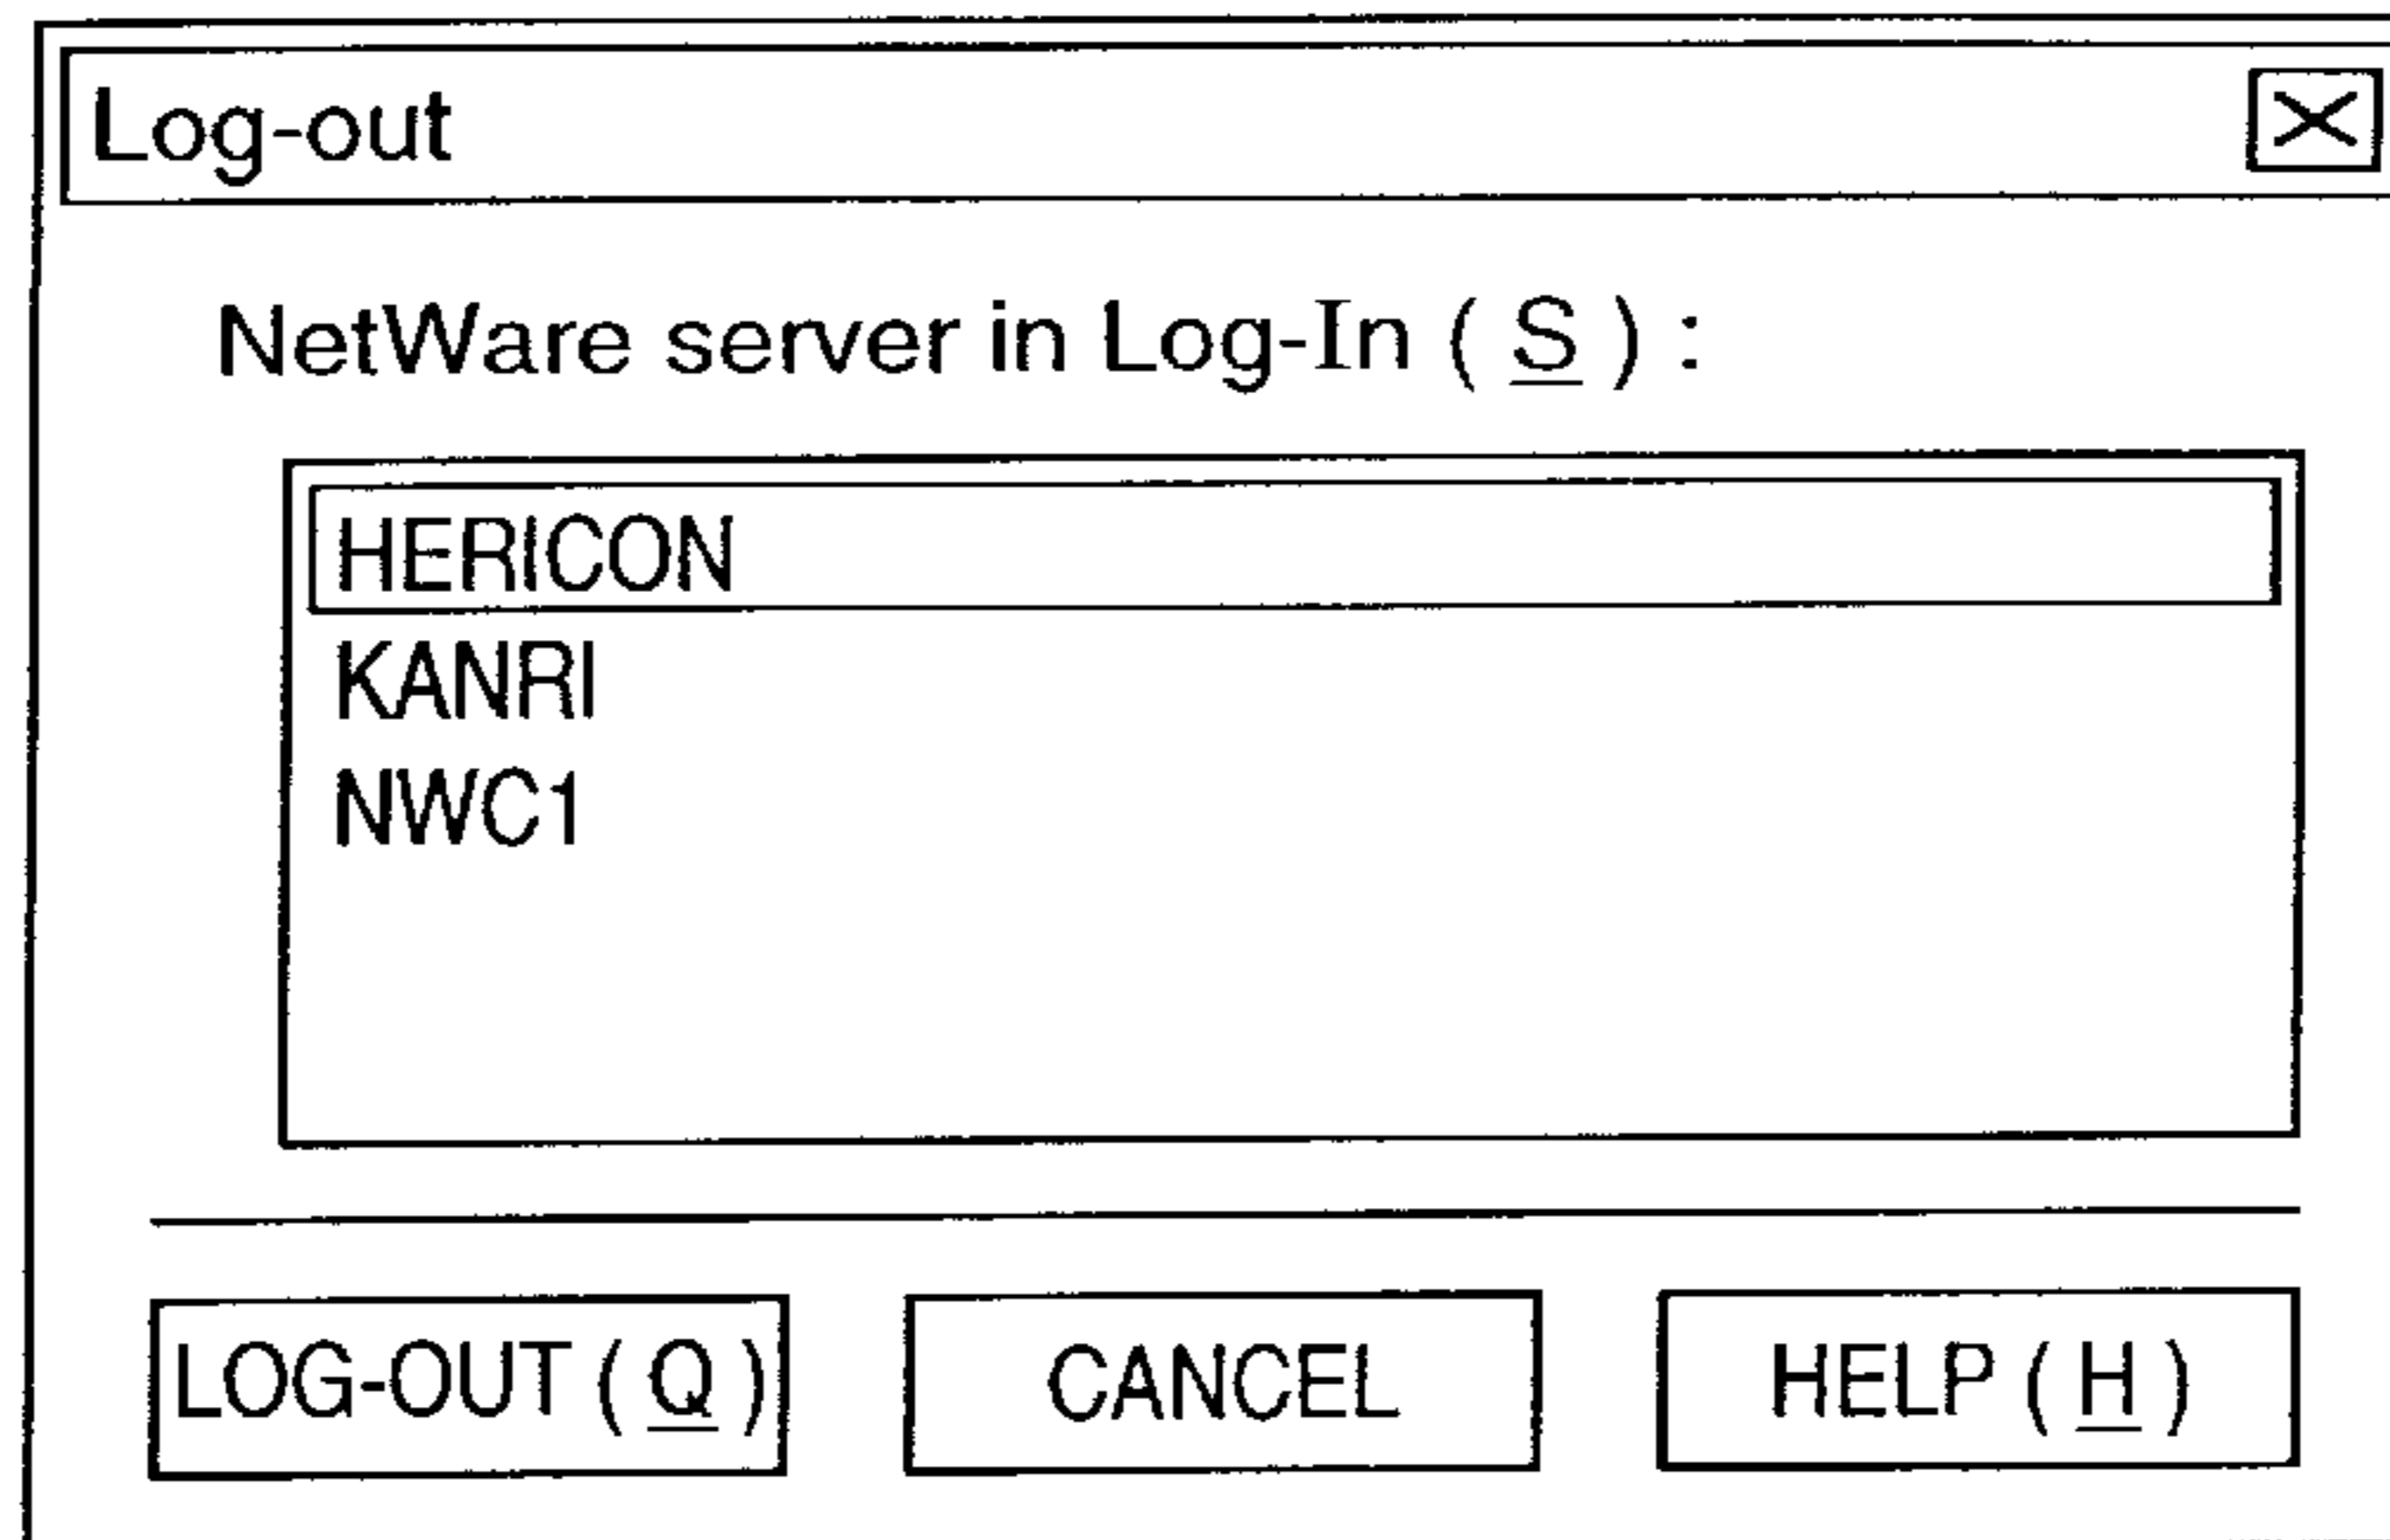 Log-out
NetWare server in Log-In ( S ) :
HERICON
KANRI
NWC1
LOG-OUT ( Q ) CANCEL HELP ( H )